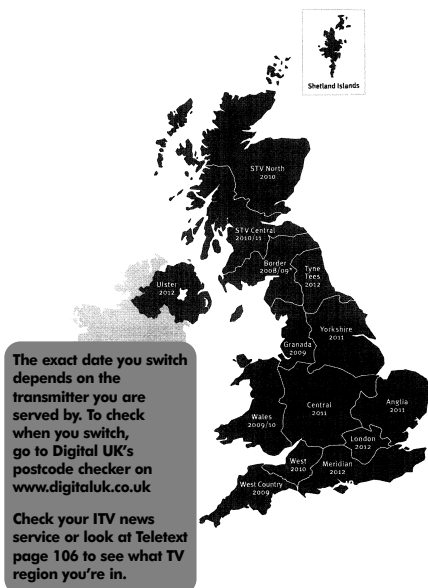 Shetland Islands
STV North
2010
STV Central
2010/11
Border
2008/09*
Tyne
Tees
2012
Ulster
2012
Yorkshire
2011
Granada
2009
Central
2011
Anglia
2011
Wales
2009/10
London
2012
West
2010
Meridian
2012
West Country
2009
The exact date you switch
depends on the
transmitter you are
served by. To check
when you switch,
go to Digital UK's
postcode checker on
www.digitaluk.co.uk
Check your ITV news
service or look at Teletext
page 106 to see what TV
region you're in.